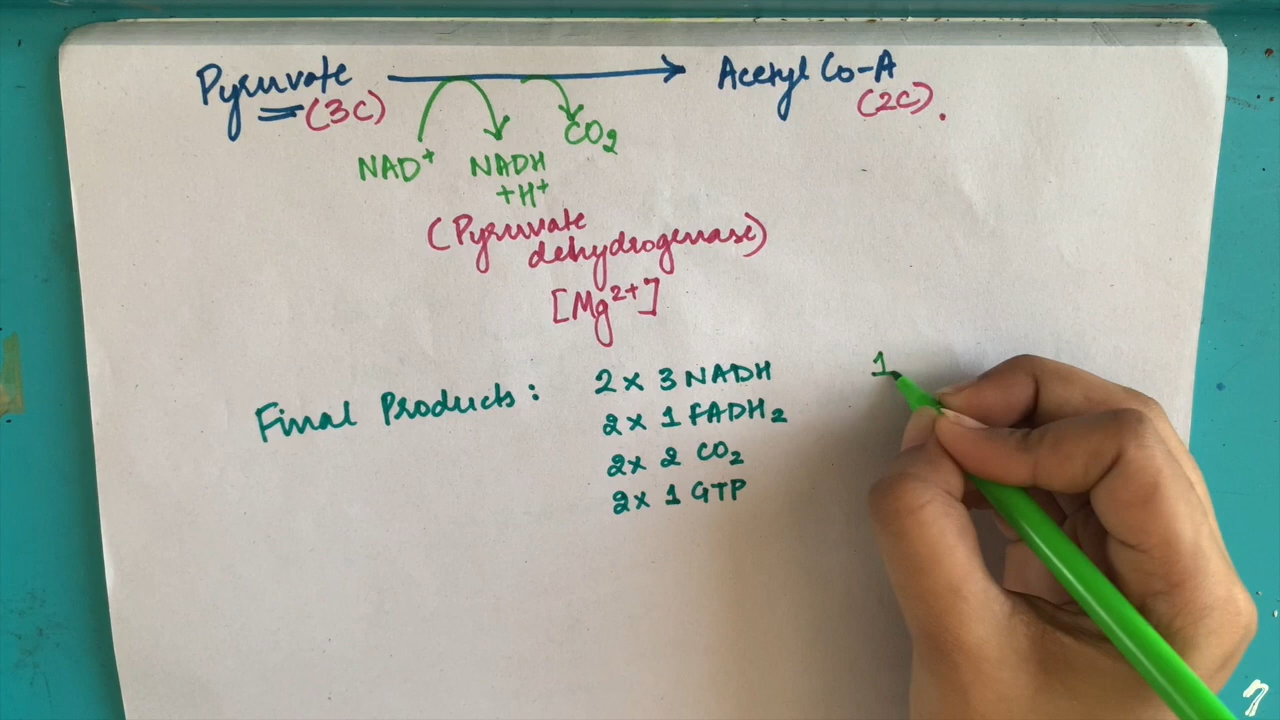 Pyruvate → Acetyl Co-A
(3C) (2C).
NAD+ NADH CO2
+H+
(Pyruvate
dehydrogenase)
[Mg2+]
Final Products: 2 x 3 NADH 1
2 x 1 FADH2
2 x 2 CO2
2 x 1 GTP